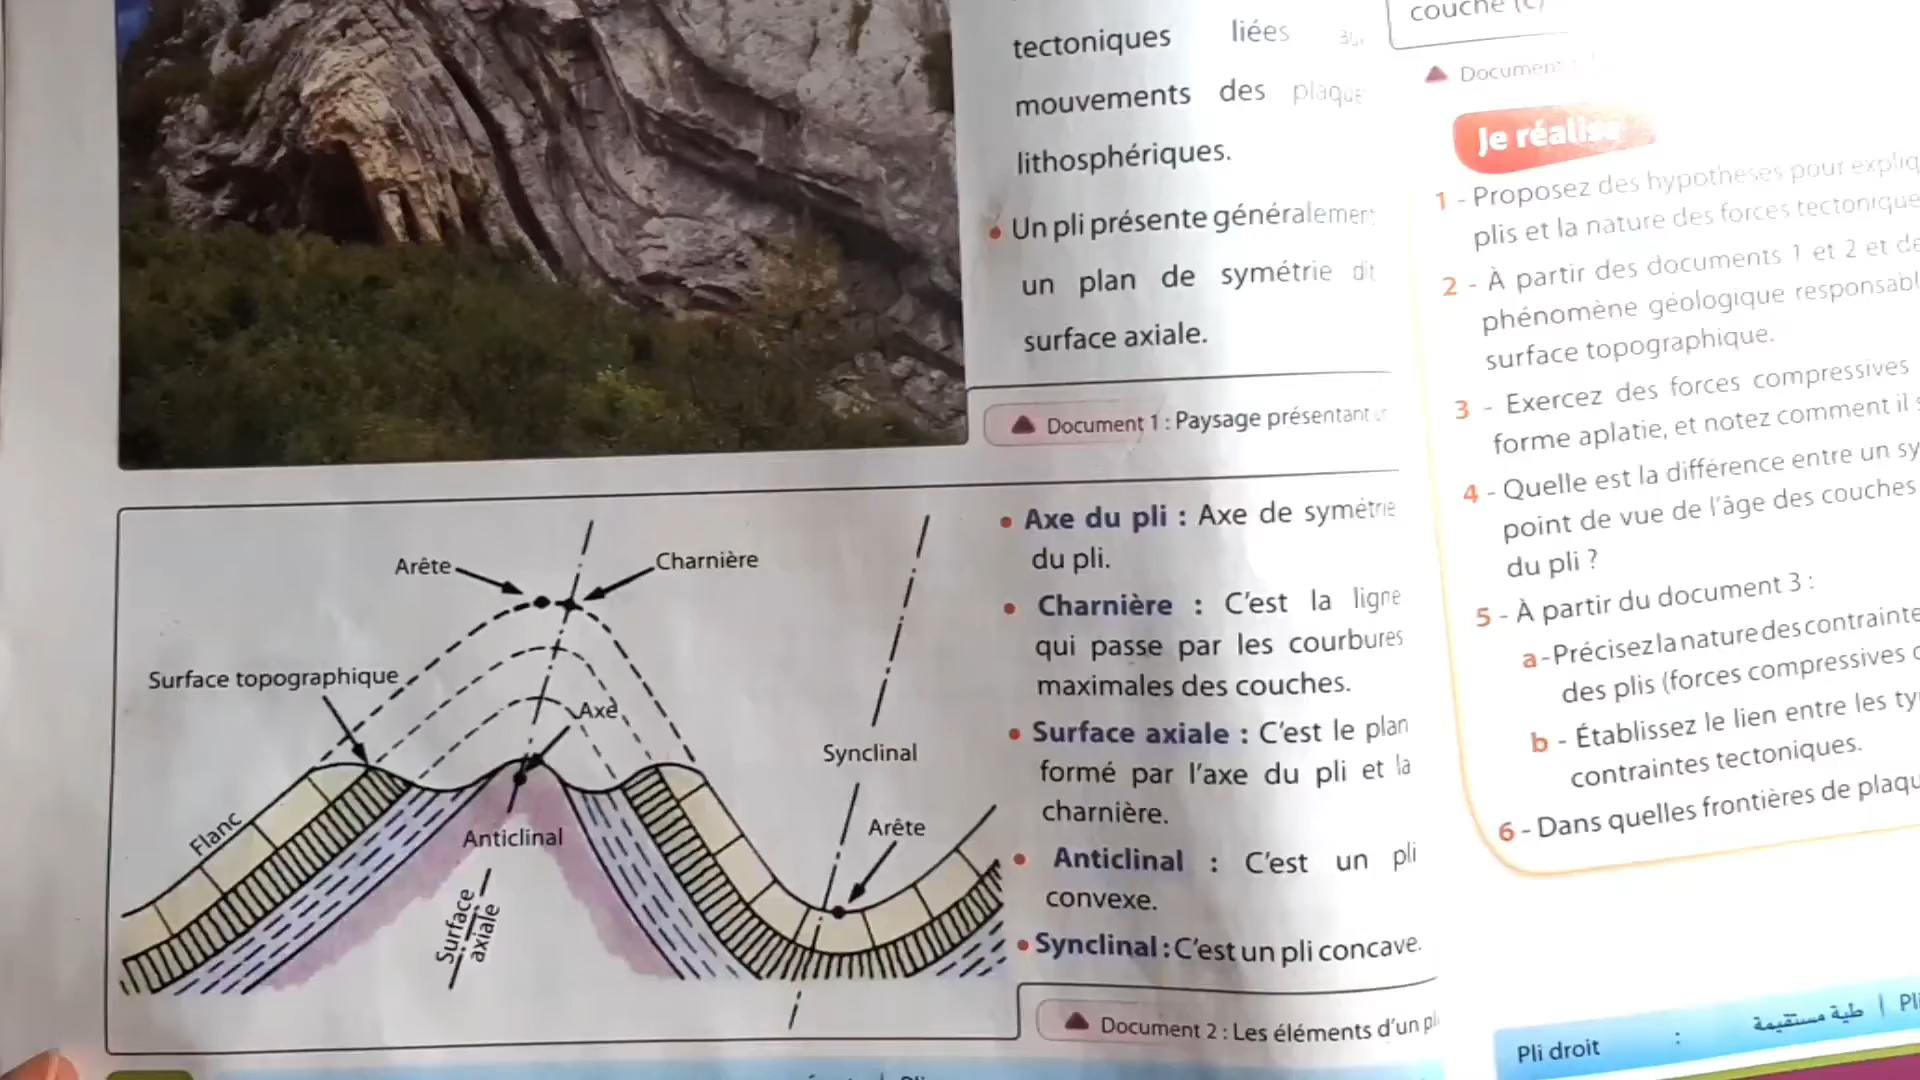 tectoniques liées
mouvements des plaque
lithosphériques.
Un pli présente généralement
un plan de symétrie dit
surface axiale.
Document 1 : Paysage présentant
Arête
Charnière
Surface topographique
Axe
Synclinal
Flanc
Arête
Anticlinal
Surface
axiale
• Axe du pli : Axe de symétrie
du pli.
• Charnière : C'est la ligne
qui passe par les courbures
maximales des couches.
• Surface axiale : C'est le plan
formé par l'axe du pli et la
charnière.
• Anticlinal : C'est un pli
convexe.
• Synclinal : C'est un pli concave.
Document 2 : Les éléments d'un
couche (c)
Document
Je réalise
1 - Proposez des hypotheses pour
plis et la nature des forces tectonique
2 - À partir des documents 1 et 2 et
phénomène géologique
surface topographique.
3 - Exercez des forces compressives
forme aplatie, et notez comment il
4 - Quelle est la différence entre un
point de vue de l'âge des couches
du pli ?
5 - À partir du document 3 :
a - Précisez la nature des contrainte
des plis (forces compressives
b - Établissez le lien entre les
contraintes tectoniques.
6 - Dans quelles frontières de
Pli droit : طية مستقيمة |